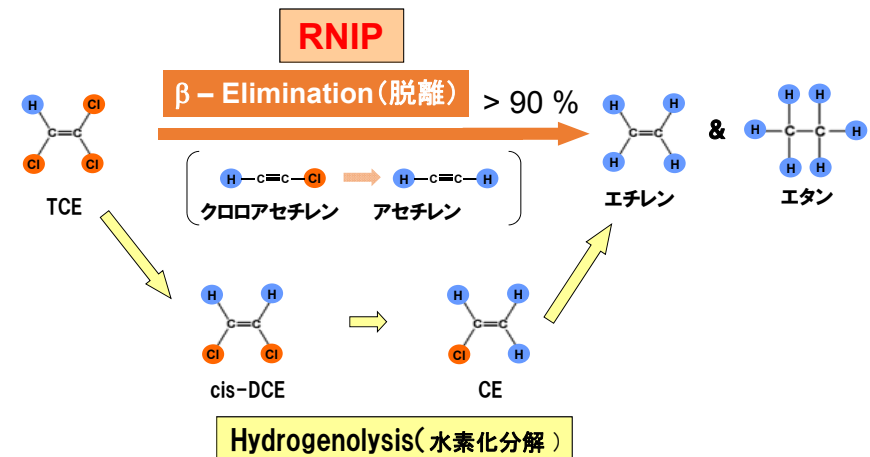 RNIP
β – Elimination(脱離)
> 90 %
H Cl C=C Cl Cl
TCE
H—C≡C—Cl
クロロアセチレン
H—C≡C—H
アセチレン
H H C=C H H
エチレン
&
H H H—C—C—H H H
エタン
H H C=C Cl Cl
cis-DCE
H H C=C Cl H
CE
Hydrogenolysis(水素化分解)